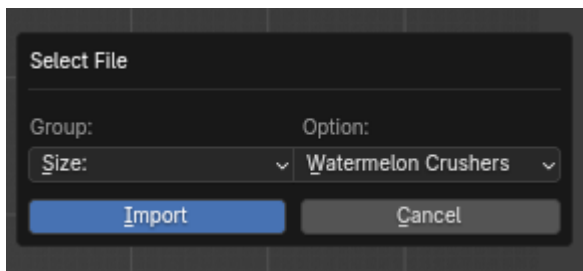 Select File
Group: Option:
Size: Watermelon Crushers
Import Cancel